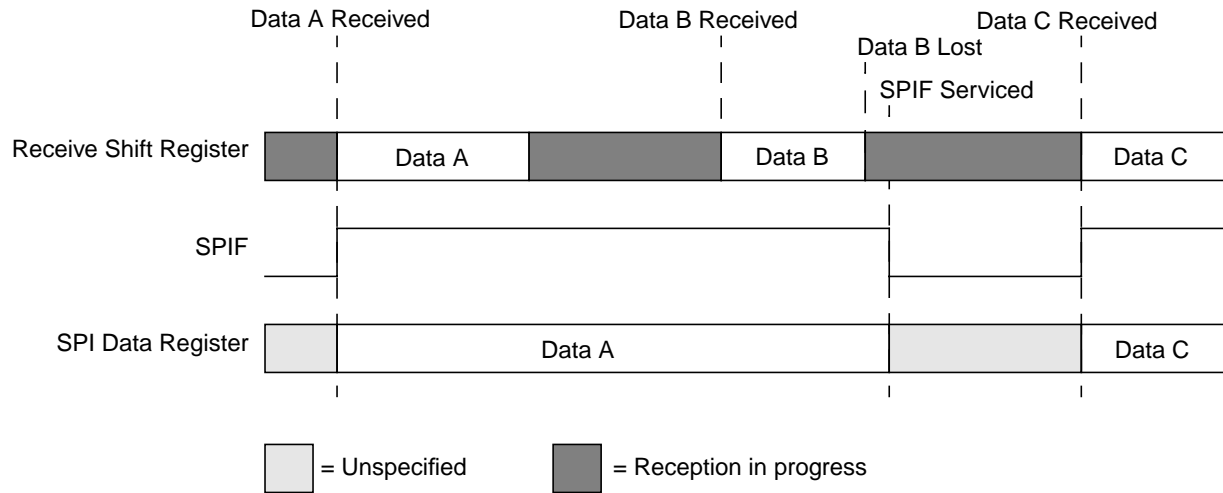 Data A Received
Data B Received
Data C Received
Data B Lost
SPIF Serviced
Receive Shift Register
Data A
Data B
Data C
SPIF
SPI Data Register
Data A
Data C
= Unspecified
= Reception in progress